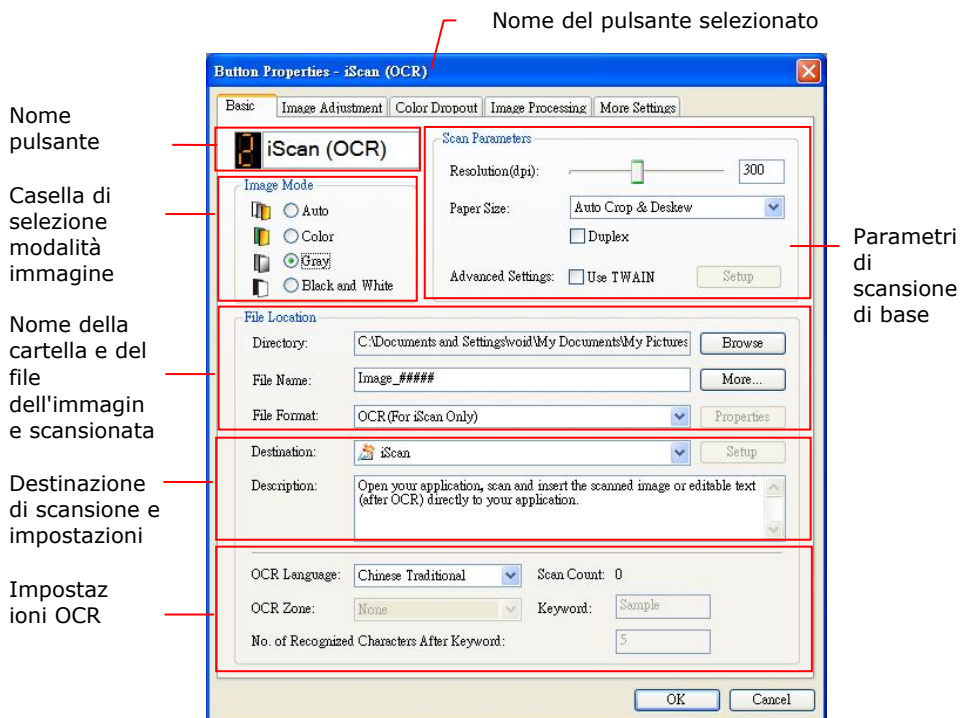 Nome del pulsante selezionato
Button Properties - iScan (OCR)
Basic Image Adjustment Color Dropout Image Processing More Settings
Nome
pulsante
2 iScan (OCR)
Casella di
selezione
modalità
immagine
Image Mode
Auto
Color
Gray
Black and White
Scan Parameters
Resolution(dpi): 300
Paper Size: Auto Crop & Deskew
Duplex
Advanced Settings: Use TWAIN Setup
Parametri
di
scansione
di base
Nome della
cartella e del
file
dell'immagin
e scansionata
File Location
Directory: C:\Documents and Settings\void\My Documents\My Pictures Browse
File Name: Image_##### More...
File Format: OCR(For iScan Only) Properties
Destinazione
di scansione e
impostazioni
Destination: iScan Setup
Description: Open your application, scan and insert the scanned image or editable text
(after OCR) directly to your application.
Impostaz
ioni OCR
OCR Language: Chinese Traditional Scan Count: 0
OCR Zone: None Keyword: Sample
No. of Recognized Characters After Keyword: 5
OK Cancel